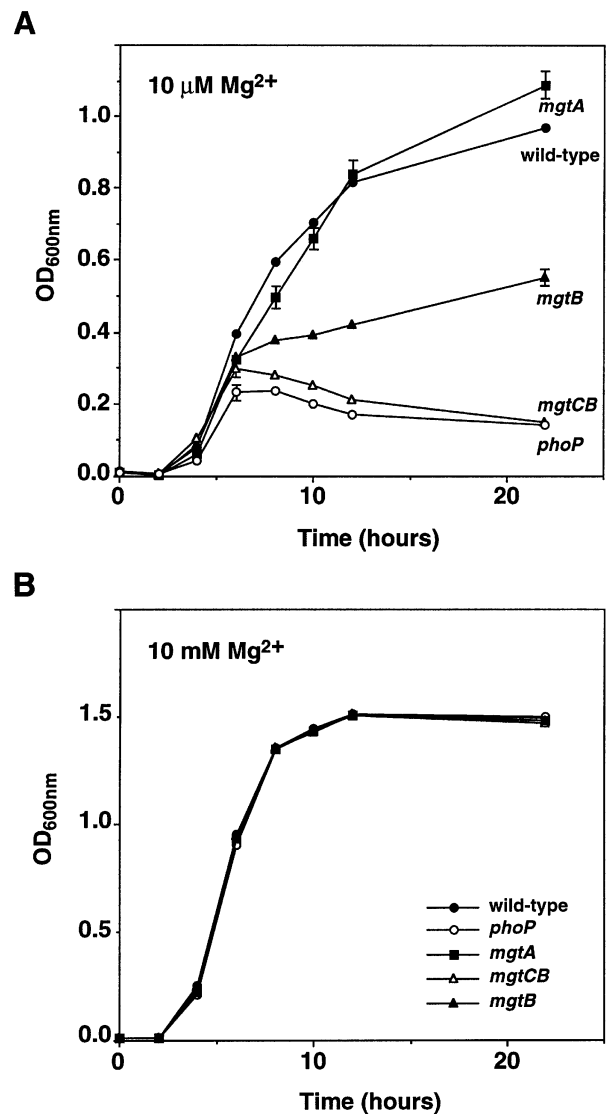 A
10 μM Mg2+
1.0
0.8
0.6
0.4
0.2
0.0
OD600nm
mgtA
wild-type
mgtB
mgtCB
phoP
0 10 20
Time (hours)
B
10 mM Mg2+
1.5
1.0
0.5
0.0
OD600nm
wild-type
phoP
mgtA
mgtCB
mgtB
0 10 20
Time (hours)